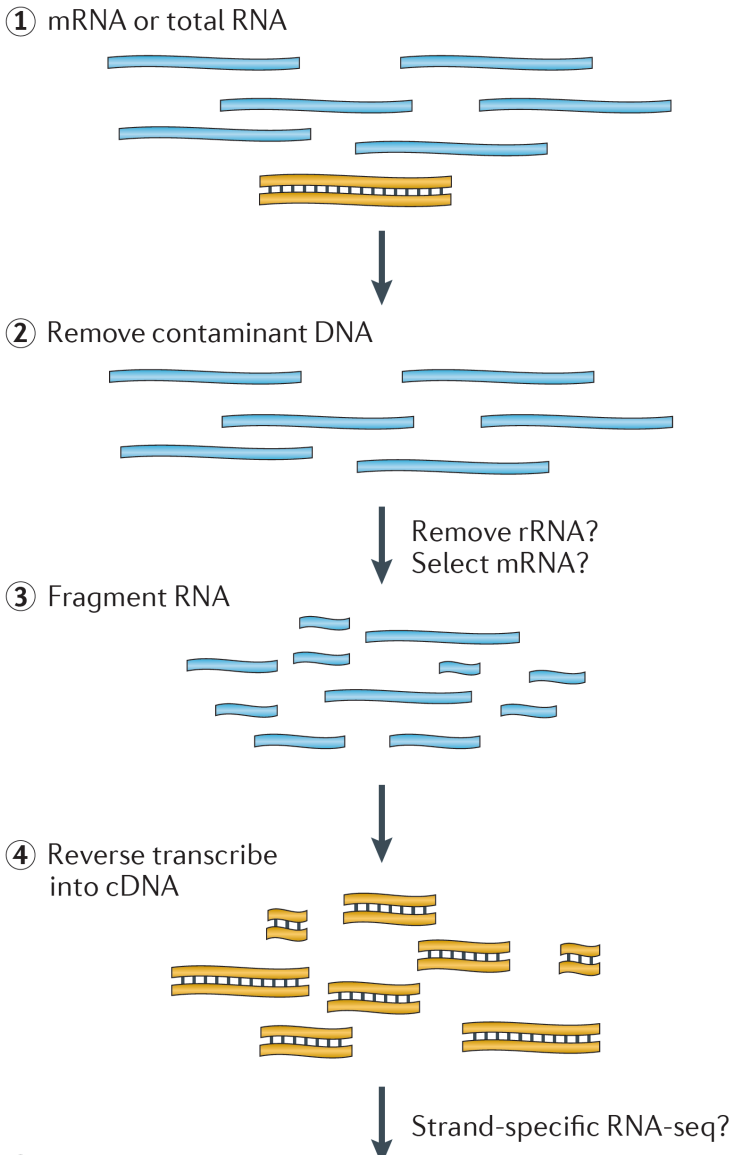 ① mRNA or total RNA
② Remove contaminant DNA
Remove rRNA?
Select mRNA?
③ Fragment RNA
④ Reverse transcribe
into cDNA
Strand-specific RNA-seq?